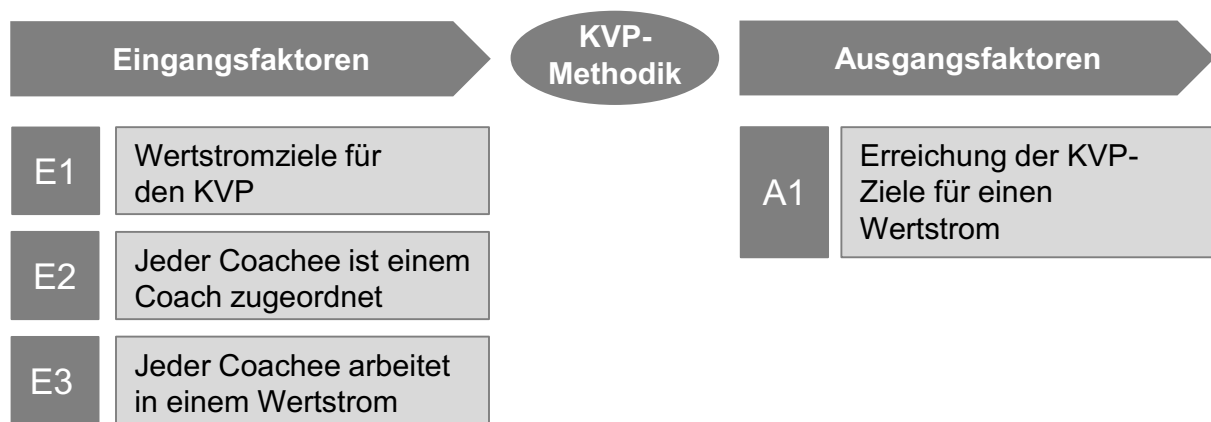 Eingangsfaktoren
KVP-
Methodik
Ausgangsfaktoren
E1
Wertstromziele für
den KVP
E2
Jeder Coachee ist einem
Coach zugeordnet
E3
Jeder Coachee arbeitet
in einem Wertstrom
A1
Erreichung der KVP-
Ziele für einen
Wertstrom